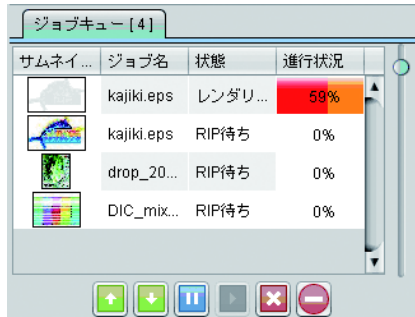 ジョブキュー [4]
サムネイ... ジョブ名 状態 進行状況
kajiki.eps レンダリ... 59%
kajiki.eps RIP待ち 0%
drop_20... RIP待ち 0%
DIC_mix... RIP待ち 0%